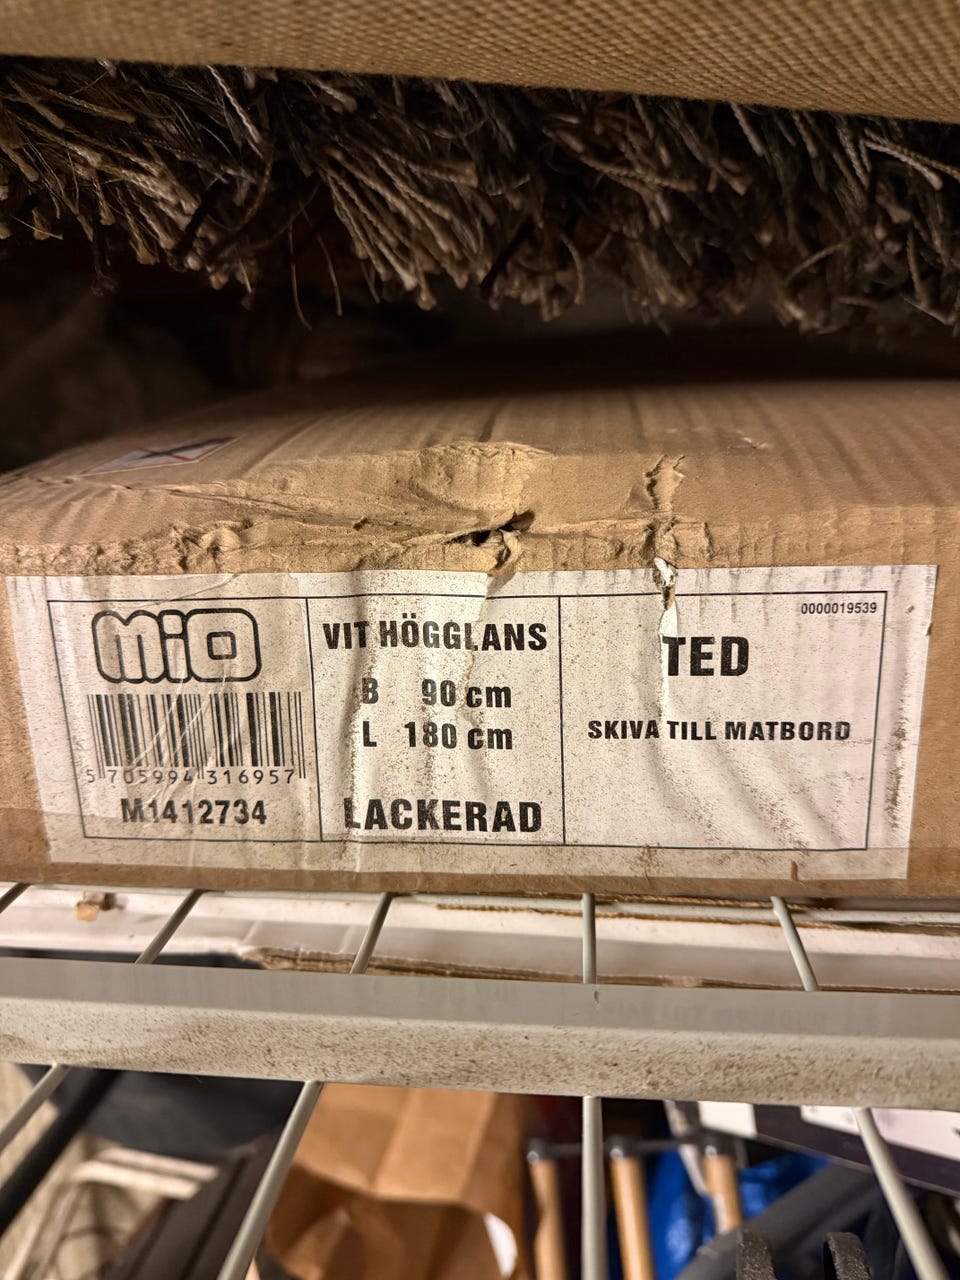 mio
5 705994 316957
M1412734
VIT HÖGGLANS
B 90 cm
L 180 cm
LACKERAD
0000019539
TED
SKIVA TILL MATBORD